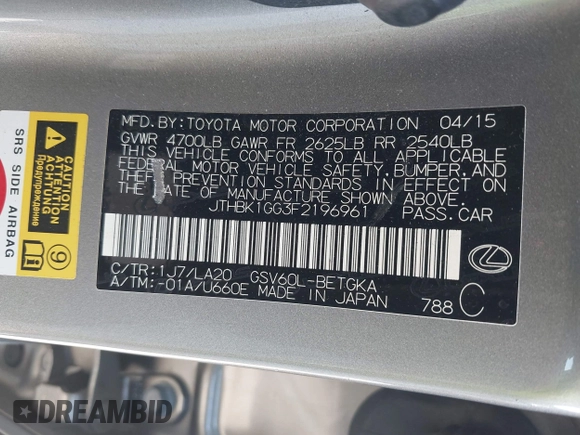 MFD. BY: TOYOTA MOTOR CORPORATION 04/15
GVWR 4700LB GAWR FR 2625LB RR 2540LB
THIS VEHICLE CONFORMS TO ALL APPLICABLE
FEDERAL MOTOR VEHICLE SAFETY, BUMPER, AND
THEFT PREVENTION STANDARDS IN EFFECT ON
THE DATE OF MANUFACTURE SHOWN ABOVE.
JTHBK1GG3F2196961 PASS. CAR
C/TR: 1J7/LA20 GSV60L-BETGKA
A/TM: -01A/U660E MADE IN JAPAN
788 C
SRS SIDE AIRBAG
CAUTION
ATTENTION
ACHTUNG
Предупреждение
9
DREAMBID